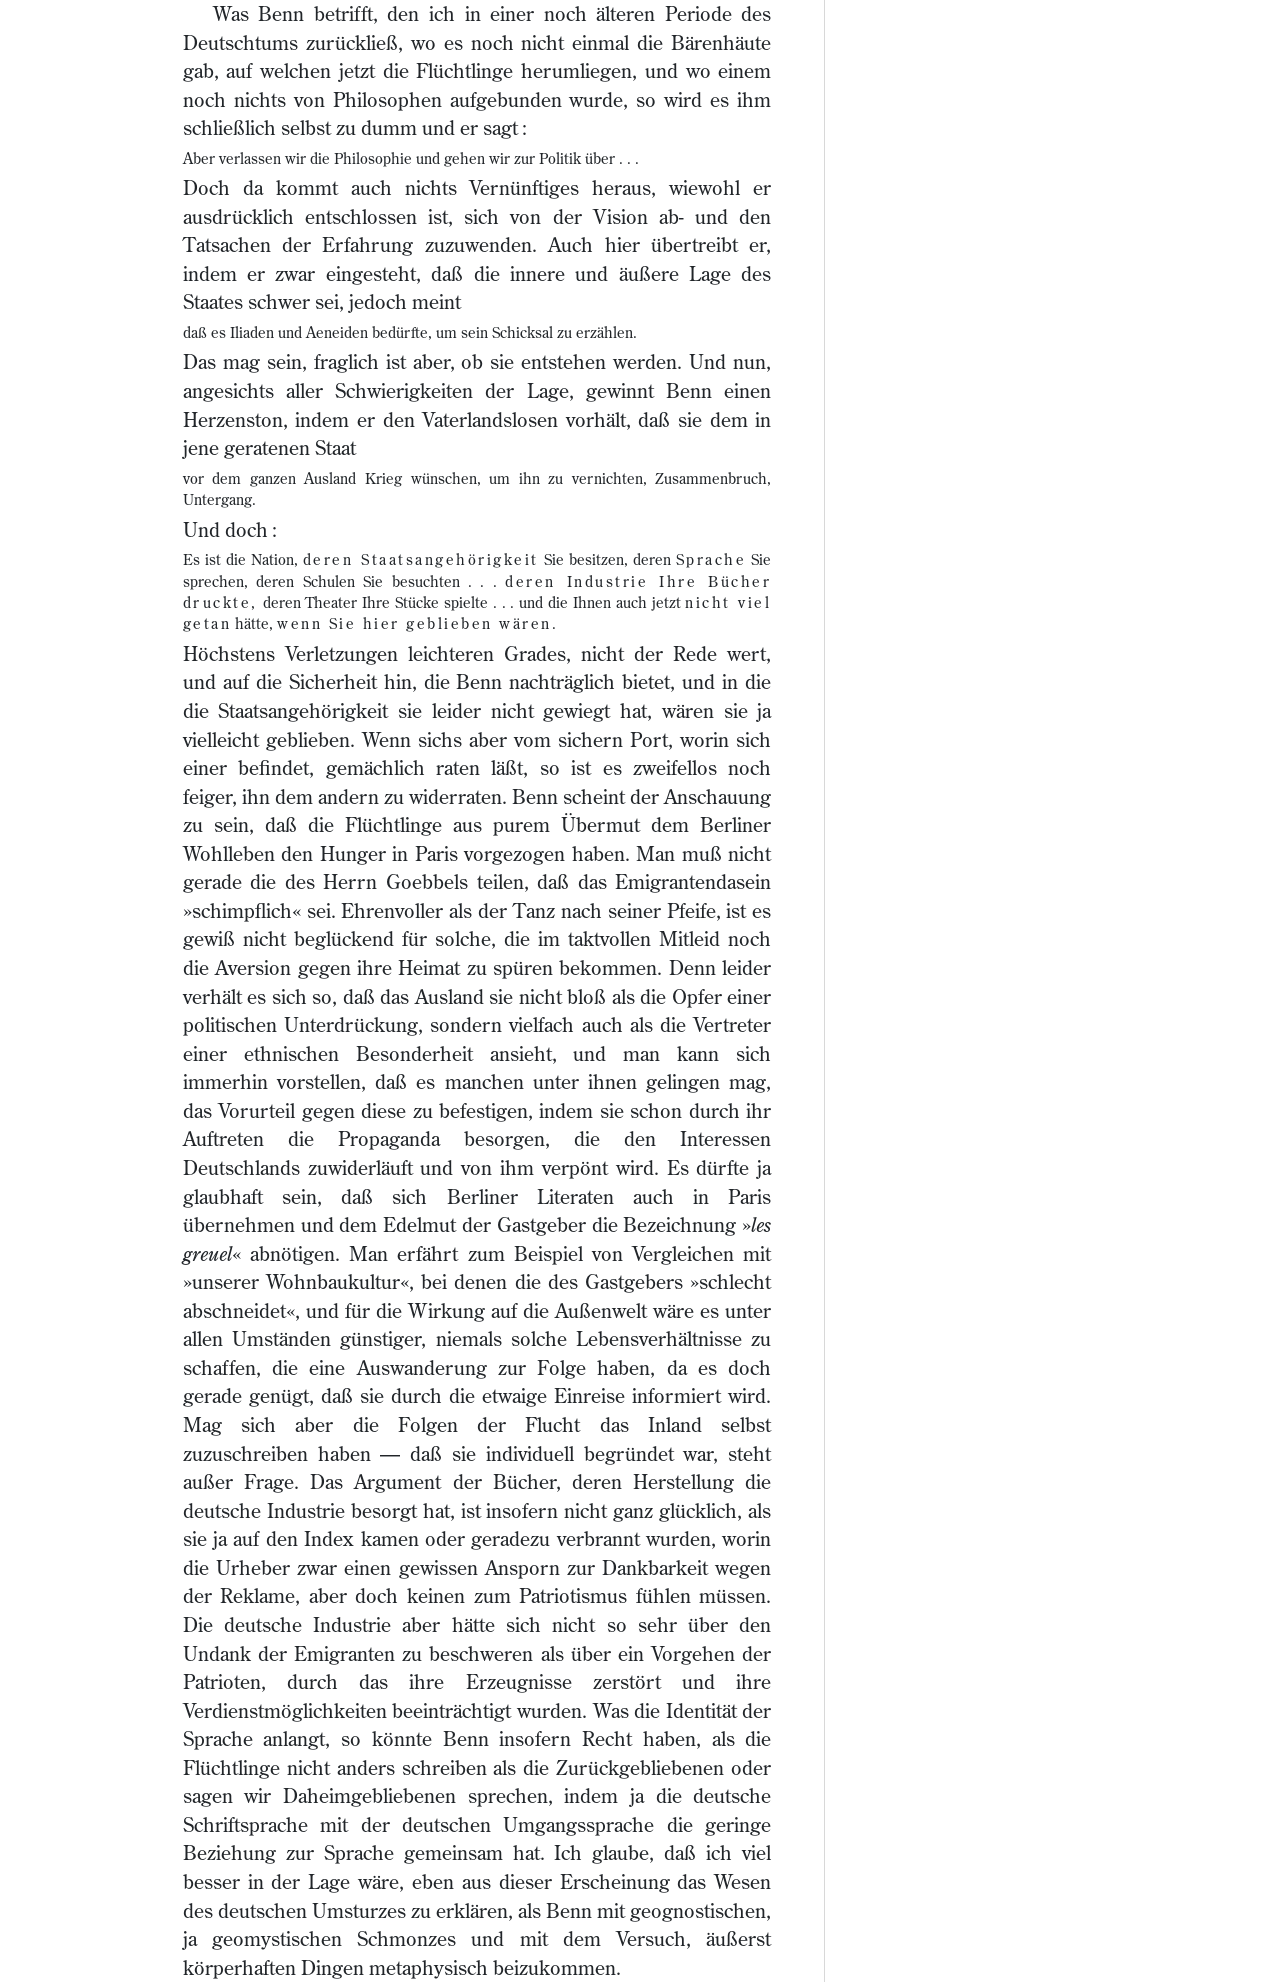 Was Benn betrifft, den ich in einer noch älteren Periode des
Deutschtums zurückließ, wo es noch nicht einmal die Bärenhäute
gab, auf welchen jetzt die Flüchtlinge herumliegen, und wo einem
noch nichts von Philosophen aufgebunden wurde, so wird es ihm
schließlich selbst zu dumm und er sagt :
Aber verlassen wir die Philosophie und gehen wir zur Politik über . . .
Doch da kommt auch nichts Vernünftiges heraus, wiewohl er
ausdrücklich entschlossen ist, sich von der Vision ab- und den
Tatsachen der Erfahrung zuzuwenden. Auch hier übertreibt er,
indem er zwar eingesteht, daß die innere und äußere Lage des
Staates schwer sei, jedoch meint
daß es Iliaden und Aeneiden bedürfte, um sein Schicksal zu erzählen.
Das mag sein, fraglich ist aber, ob sie entstehen werden. Und nun,
angesichts aller Schwierigkeiten der Lage, gewinnt Benn einen
Herzenston, indem er den Vaterlandslosen vorhält, daß sie dem in
jene geratenen Staat
vor dem ganzen Ausland Krieg wünschen, um ihn zu vernichten, Zusammenbruch,
Untergang.
Und doch :
Es ist die Nation, deren Staatsangehörigkeit Sie besitzen, deren Sprache Sie
sprechen, deren Schulen Sie besuchten . . . deren Industrie Ihre Bücher
druckte, deren Theater Ihre Stücke spielte . . . und die Ihnen auch jetzt nicht viel
getan hätte, wenn Sie hier geblieben wären.
Höchstens Verletzungen leichteren Grades, nicht der Rede wert,
und auf die Sicherheit hin, die Benn nachträglich bietet, und in die
die Staatsangehörigkeit sie leider nicht gewiegt hat, wären sie ja
vielleicht geblieben. Wenn sichs aber vom sichern Port, worin sich
einer befindet, gemächlich raten läßt, so ist es zweifellos noch
feiger, ihn dem andern zu widerraten. Benn scheint der Anschauung
zu sein, daß die Flüchtlinge aus purem Übermut dem Berliner
Wohlleben den Hunger in Paris vorgezogen haben. Man muß nicht
gerade die des Herrn Goebbels teilen, daß das Emigrantendasein
»schimpflich« sei. Ehrenvoller als der Tanz nach seiner Pfeife, ist es
gewiß nicht beglückend für solche, die im taktvollen Mitleid noch
die Aversion gegen ihre Heimat zu spüren bekommen. Denn leider
verhält es sich so, daß das Ausland sie nicht bloß als die Opfer einer
politischen Unterdrückung, sondern vielfach auch als die Vertreter
einer ethnischen Besonderheit ansieht, und man kann sich
immerhin vorstellen, daß es manchen unter ihnen gelingen mag,
das Vorurteil gegen diese zu befestigen, indem sie schon durch ihr
Auftreten die Propaganda besorgen, die den Interessen
Deutschlands zuwiderläuft und von ihm verpönt wird. Es dürfte ja
glaubhaft sein, daß sich Berliner Literaten auch in Paris
übernehmen und dem Edelmut der Gastgeber die Bezeichnung »les
greuel« abnötigen. Man erfährt zum Beispiel von Vergleichen mit
»unserer Wohnbaukultur«, bei denen die des Gastgebers »schlecht
abschneidet«, und für die Wirkung auf die Außenwelt wäre es unter
allen Umständen günstiger, niemals solche Lebensverhältnisse zu
schaffen, die eine Auswanderung zur Folge haben, da es doch
gerade genügt, daß sie durch die etwaige Einreise informiert wird.
Mag sich aber die Folgen der Flucht das Inland selbst
zuzuschreiben haben — daß sie individuell begründet war, steht
außer Frage. Das Argument der Bücher, deren Herstellung die
deutsche Industrie besorgt hat, ist insofern nicht ganz glücklich, als
sie ja auf den Index kamen oder geradezu verbrannt wurden, worin
die Urheber zwar einen gewissen Ansporn zur Dankbarkeit wegen
der Reklame, aber doch keinen zum Patriotismus fühlen müssen.
Die deutsche Industrie aber hätte sich nicht so sehr über den
Undank der Emigranten zu beschweren als über ein Vorgehen der
Patrioten, durch das ihre Erzeugnisse zerstört und ihre
Verdienstmöglichkeiten beeinträchtigt wurden. Was die Identität der
Sprache anlangt, so könnte Benn insofern Recht haben, als die
Flüchtlinge nicht anders schreiben als die Zurückgebliebenen oder
sagen wir Daheimgebliebenen sprechen, indem ja die deutsche
Schriftsprache mit der deutschen Umgangssprache die geringe
Beziehung zur Sprache gemeinsam hat. Ich glaube, daß ich viel
besser in der Lage wäre, eben aus dieser Erscheinung das Wesen
des deutschen Umsturzes zu erklären, als Benn mit geognostischen,
ja geomystischen Schmonzes und mit dem Versuch, äußerst
körperhaften Dingen metaphysisch beizukommen.